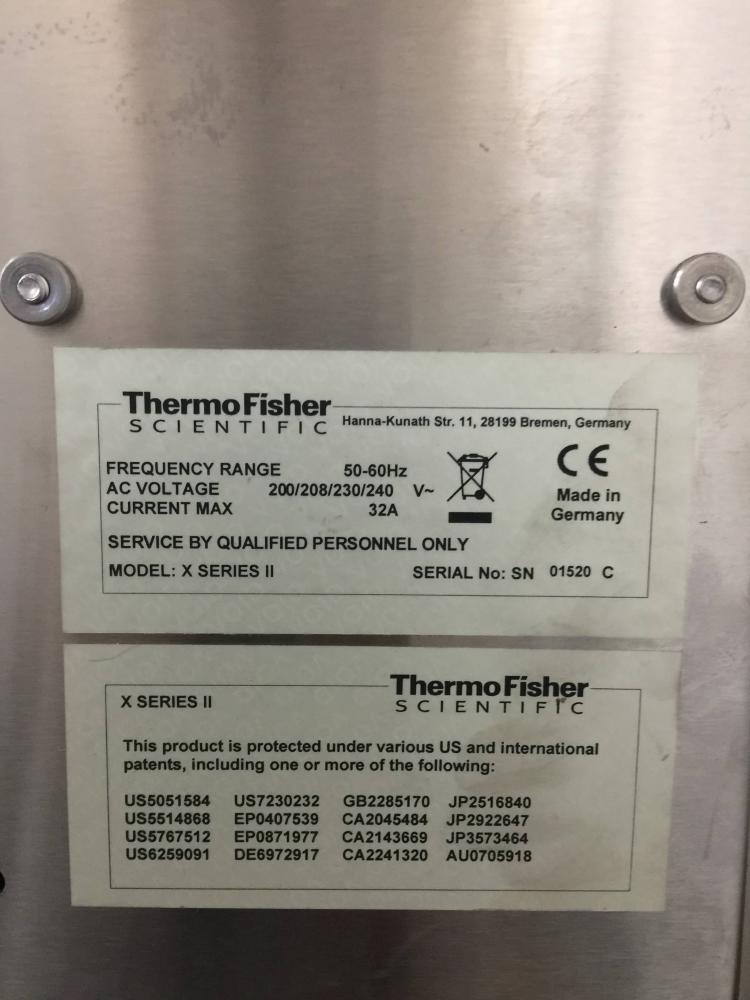 ThermoFisher
SCIENTIFIC
Hanna-Kunath Str. 11, 28199 Bremen, Germany
FREQUENCY RANGE 50-60Hz
AC VOLTAGE 200/208/230/240 V~
CURRENT MAX 32A
CE
Made in
Germany
SERVICE BY QUALIFIED PERSONNEL ONLY
MODEL: X SERIES II SERIAL No: SN 01520 C
ThermoFisher
SCIENTIFIC
X SERIES II
This product is protected under various US and international
patents, including one or more of the following:
US5051584 US7230232 GB2285170 JP2516840
US5514868 EP0407539 CA2045484 JP2922647
US5767512 EP0871977 CA2143669 JP3573464
US6259091 DE6972917 CA2241320 AU0705918